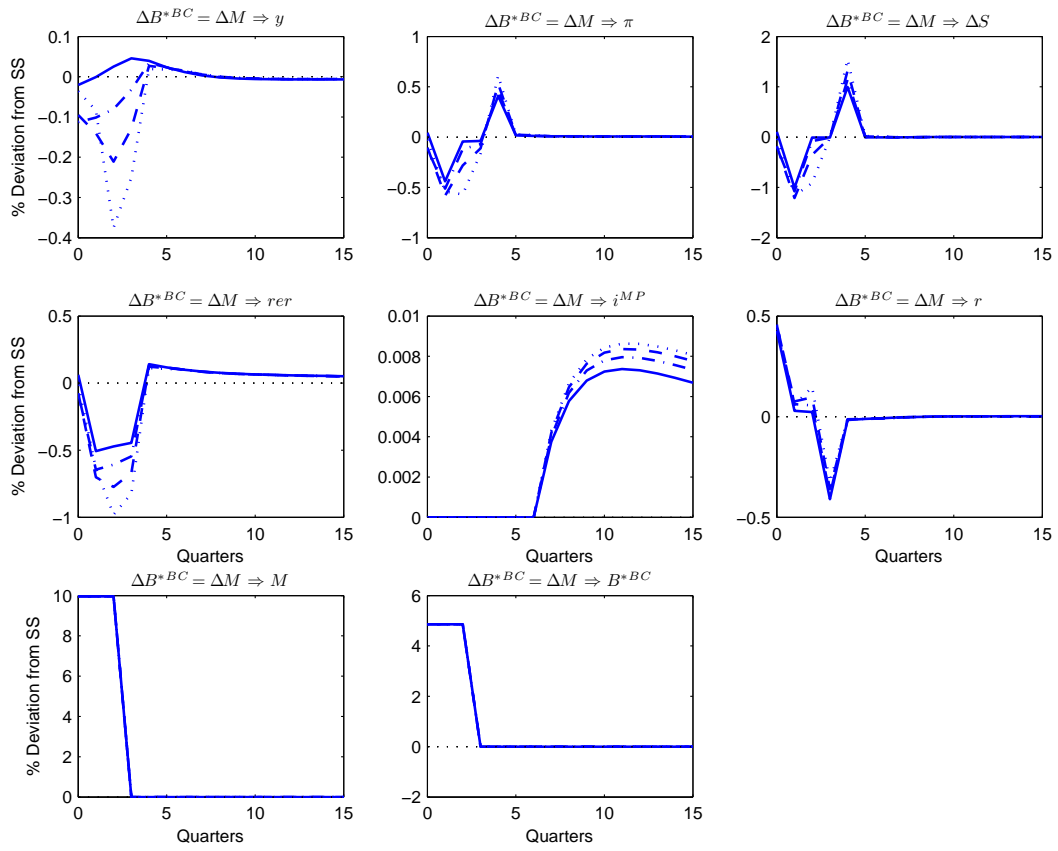 ΔB*BC = ΔM ⇒ y
% Deviation from SS
0.1
0
−0.1
−0.2
−0.3
−0.4
0 5 10 15
ΔB*BC = ΔM ⇒ π
1
0.5
0
−0.5
−1
0 5 10 15
ΔB*BC = ΔM ⇒ ΔS
2
1
0
−1
−2
0 5 10 15
ΔB*BC = ΔM ⇒ rer
% Deviation from SS
0.5
0
−0.5
−1
0 5 10 15
Quarters
ΔB*BC = ΔM ⇒ iMP
0.01
0.008
0.006
0.004
0.002
0
0 5 10 15
Quarters
ΔB*BC = ΔM ⇒ r
0.5
0
−0.5
0 5 10 15
Quarters
ΔB*BC = ΔM ⇒ M
% Deviation from SS
10
8
6
4
2
0
0 5 10 15
Quarters
ΔB*BC = ΔM ⇒ B*BC
6
4
2
0
−2
0 5 10 15
Quarters